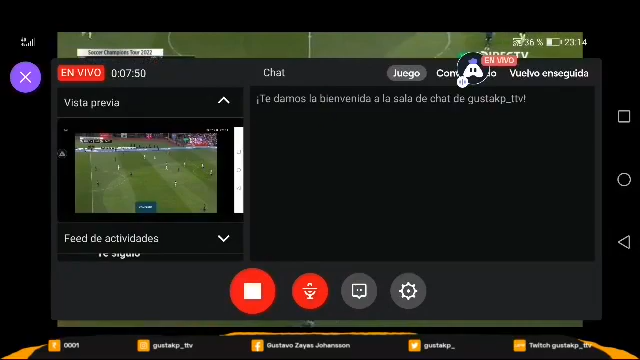 Soccer Champions Tour 2022
DIRECTV
36 % 23:14
EN VIVO 0:07:50 Chat Juego Vuelvo enseguida
EN VIVO
Vista previa
¡Te damos la bienvenida a la sala de chat de gustakp_ttv!
Feed de actividades
Te siguió
0001 gustakp_ttv Gustavo Zayas Johansson gustakp_ Twitch gustakp_ttv